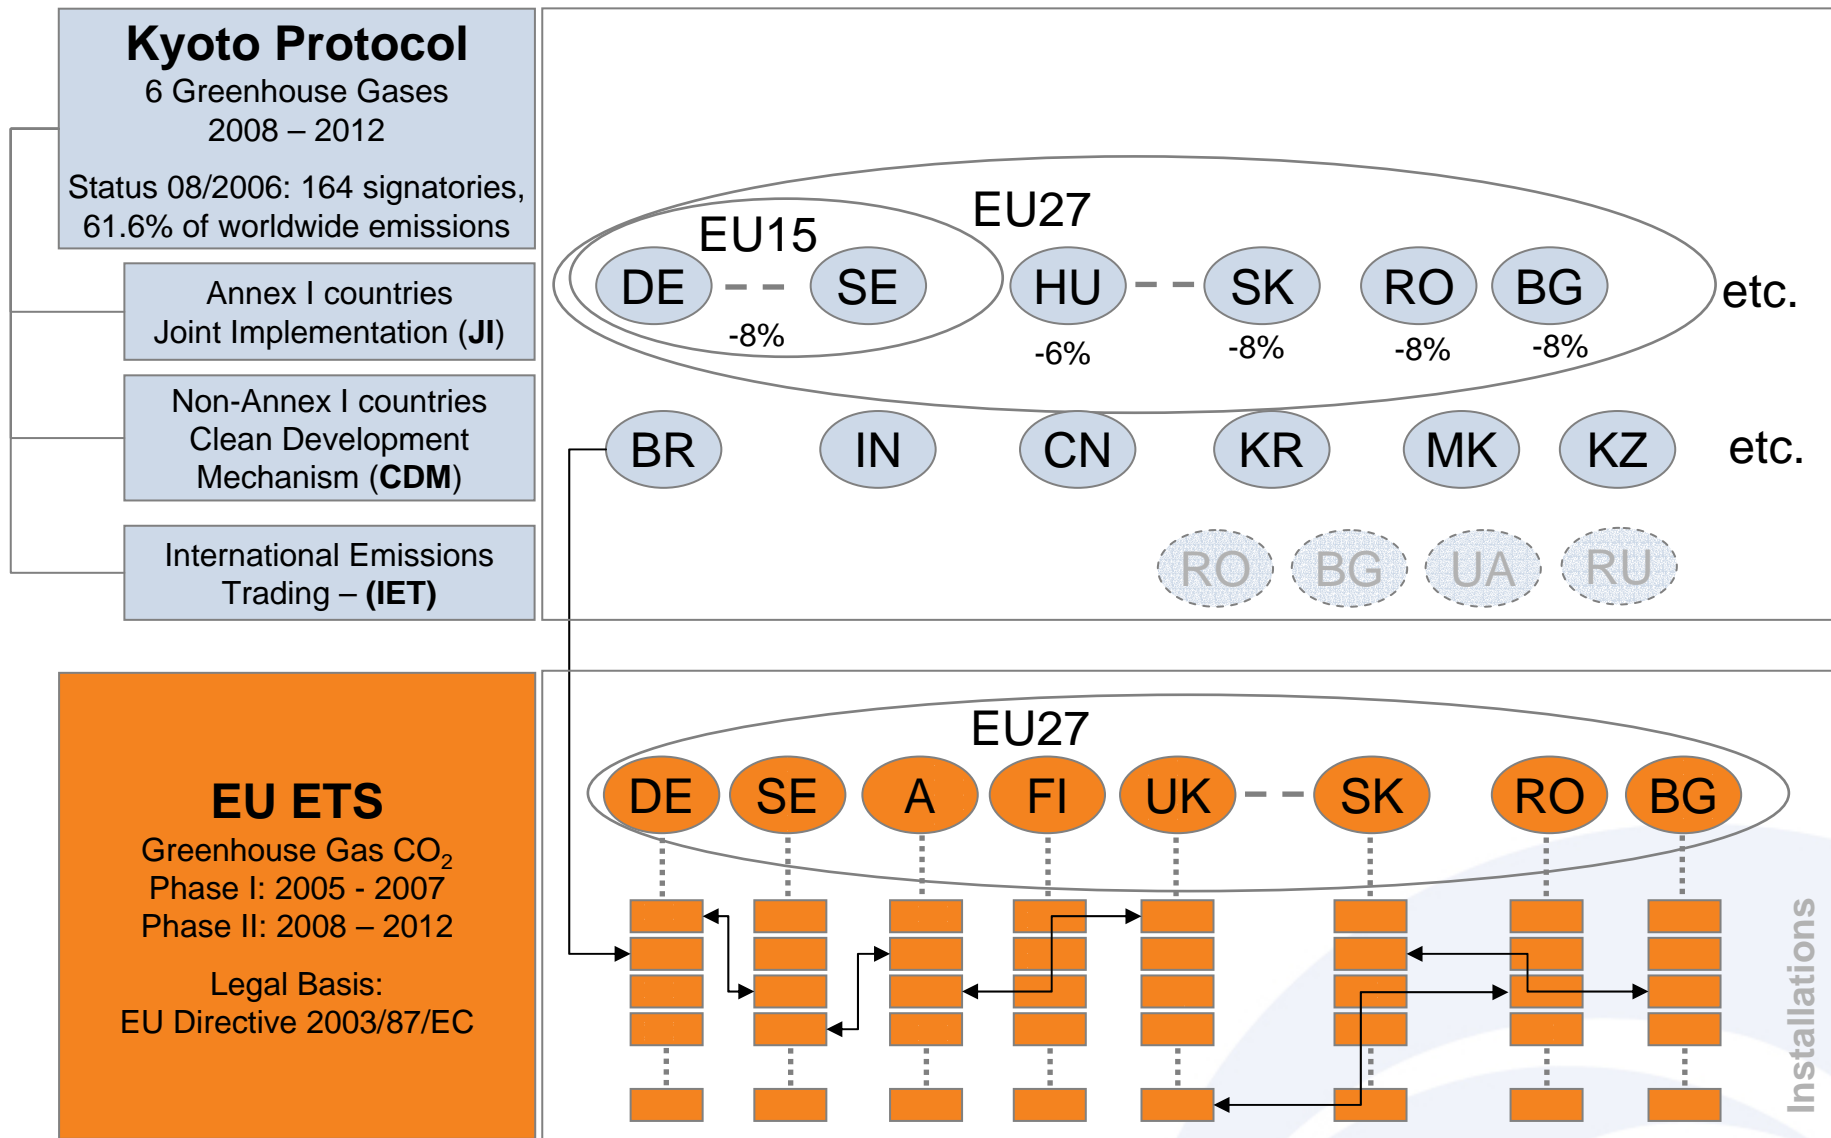 Kyoto Protocol
6 Greenhouse Gases
2008 – 2012
Status 08/2006: 164 signatories,
61.6% of worldwide emissions
Annex I countries
Joint Implementation (JI)
Non-Annex I countries
Clean Development
Mechanism (CDM)
International Emissions
Trading – (IET)
EU27
EU15
DE SE HU SK RO BG etc.
-8% -6% -8% -8% -8%
BR IN CN KR MK KZ etc.
RO BG UA RU
EU ETS
Greenhouse Gas CO₂
Phase I: 2005 - 2007
Phase II: 2008 – 2012
Legal Basis:
EU Directive 2003/87/EC
EU27
DE SE A FI UK SK RO BG
Installations